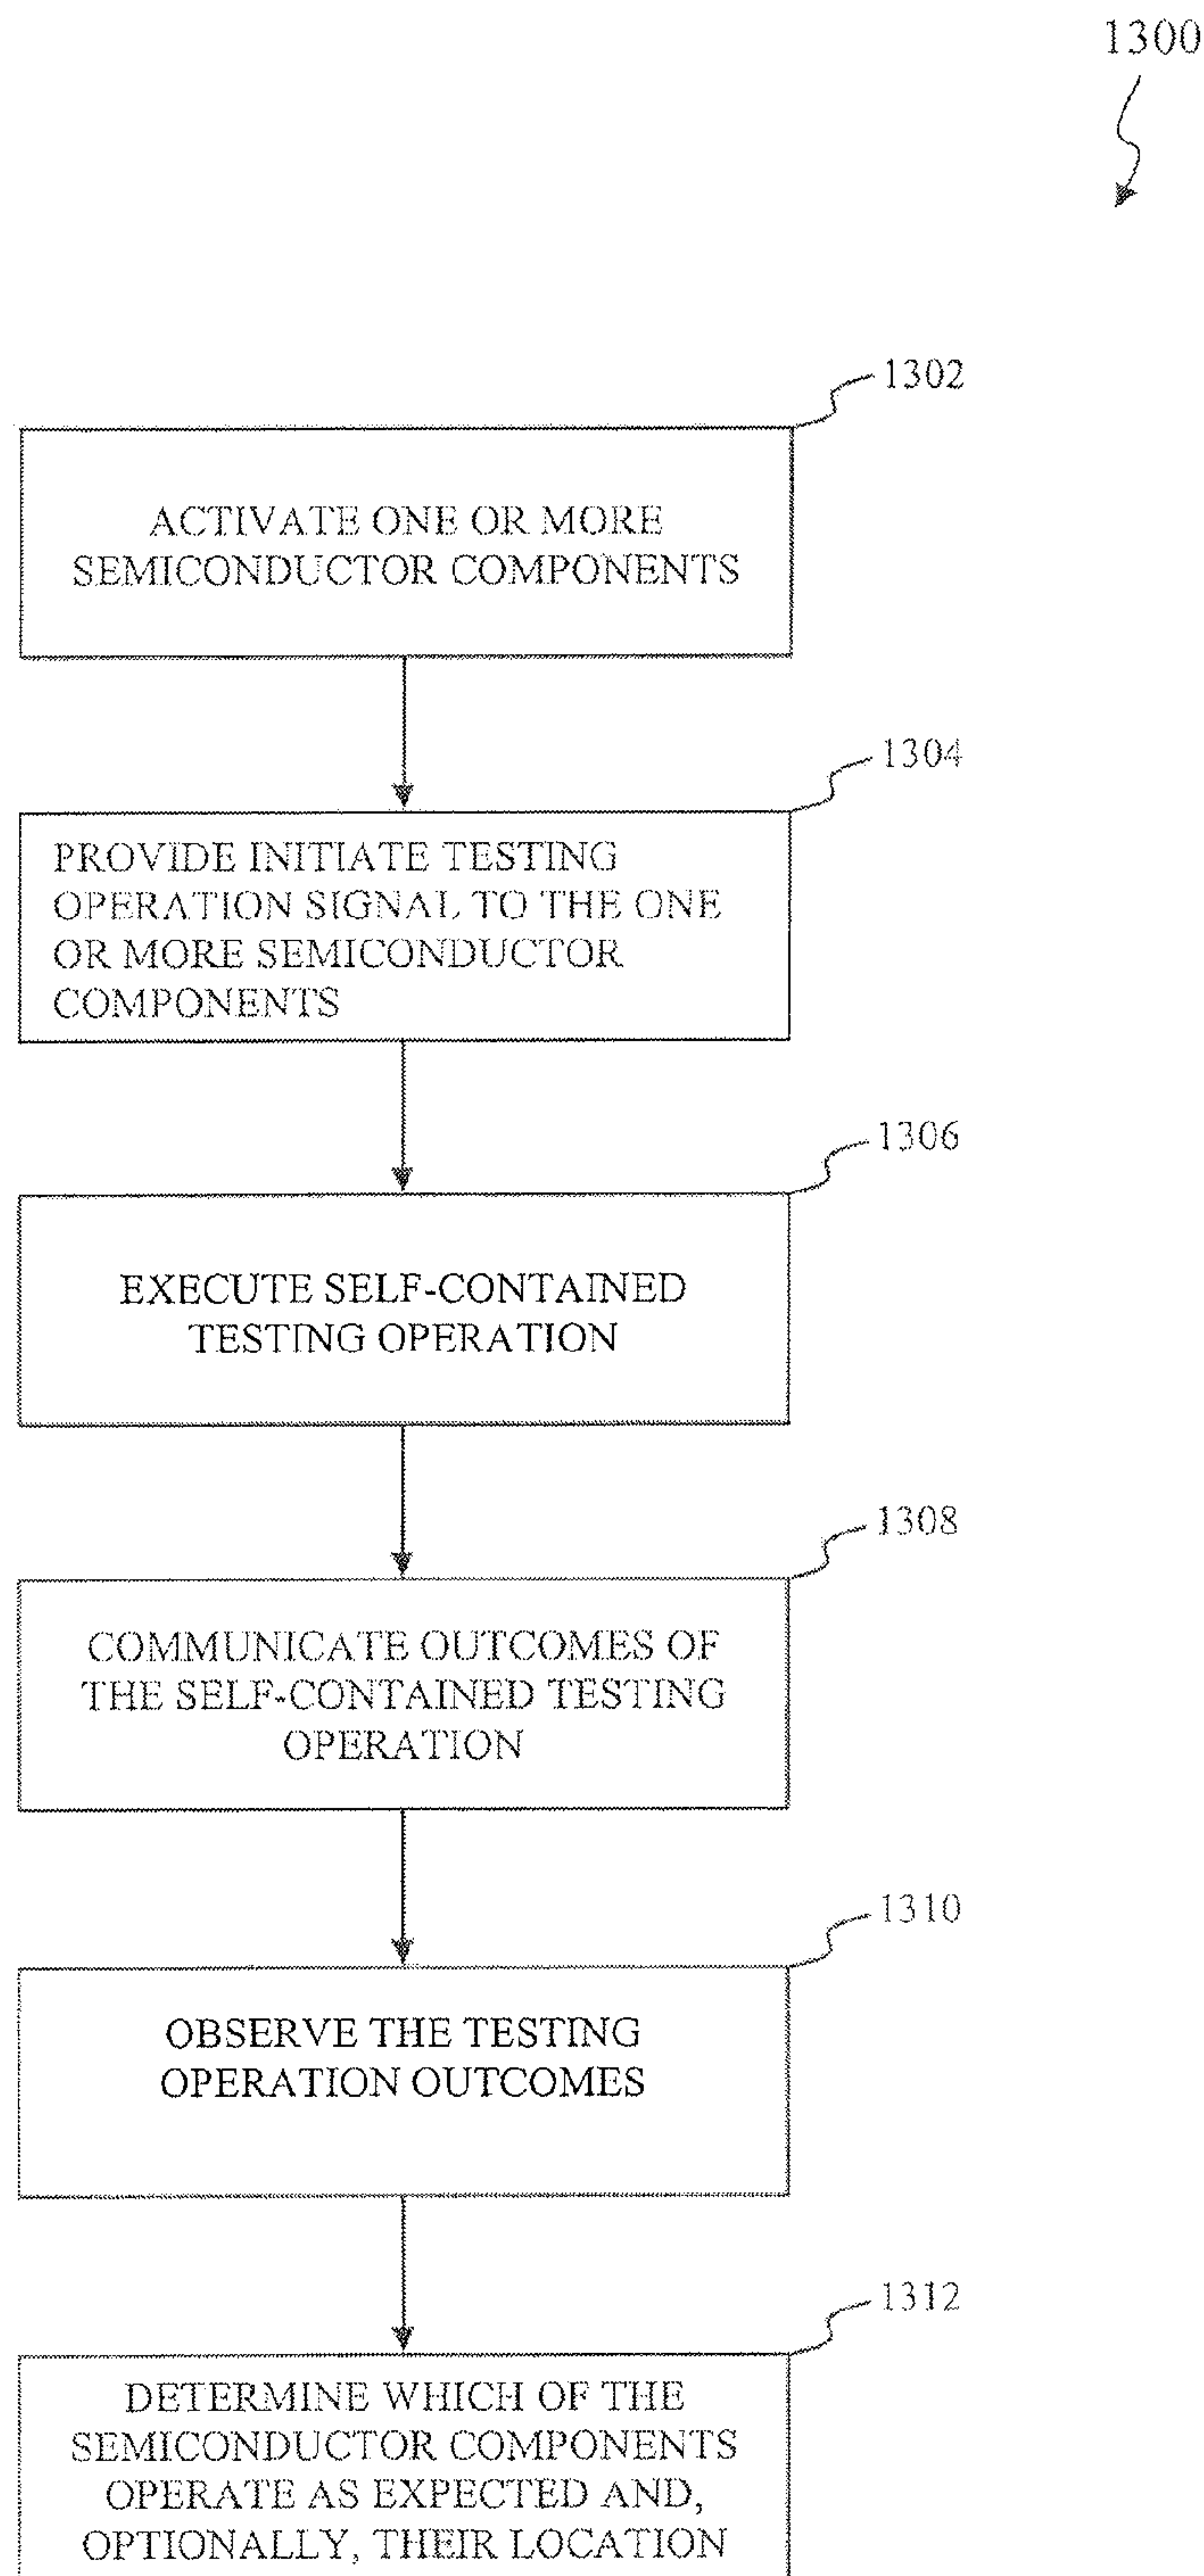 1300
1302
ACTIVATE ONE OR MORE
SEMICONDUCTOR COMPONENTS
1304
PROVIDE INITIATE TESTING
OPERATION SIGNAL TO THE ONE
OR MORE SEMICONDUCTOR
COMPONENTS
1306
EXECUTE SELF-CONTAINED
TESTING OPERATION
1308
COMMUNICATE OUTCOMES OF
THE SELF-CONTAINED TESTING
OPERATION
1310
OBSERVE THE TESTING
OPERATION OUTCOMES
1312
DETERMINE WHICH OF THE
SEMICONDUCTOR COMPONENTS
OPERATE AS EXPECTED AND,
OPTIONALLY, THEIR LOCATION